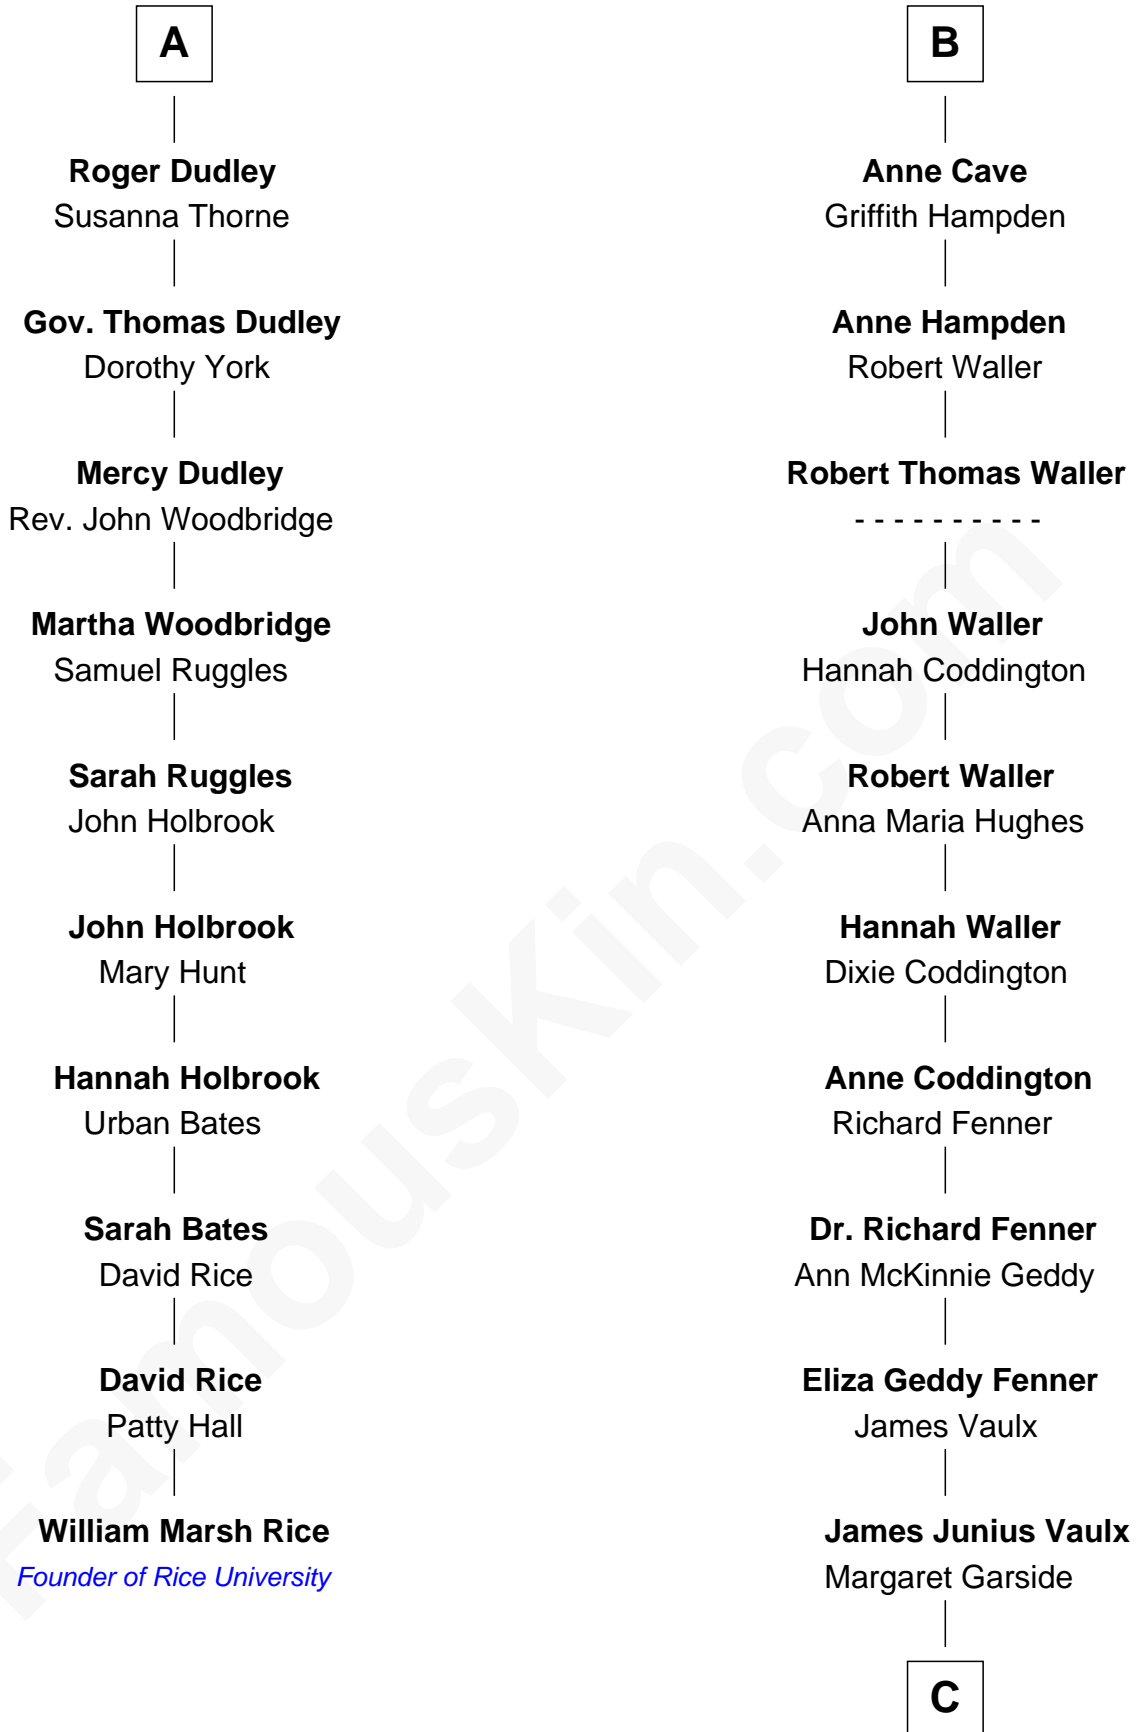 A
Roger Dudley
Susanna Thorne
Gov. Thomas Dudley
Dorothy York
Mercy Dudley
Rev. John Woodbridge
Martha Woodbridge
Samuel Ruggles
Sarah Ruggles
John Holbrook
John Holbrook
Mary Hunt
Hannah Holbrook
Urban Bates
Sarah Bates
David Rice
David Rice
Patty Hall
William Marsh Rice
Founder of Rice University
B
Anne Cave
Griffith Hampden
Anne Hampden
Robert Waller
Robert Thomas Waller
- - - - - - - - - -
John Waller
Hannah Coddington
Robert Waller
Anna Maria Hughes
Hannah Waller
Dixie Coddington
Anne Coddington
Richard Fenner
Dr. Richard Fenner
Ann McKinnie Geddy
Eliza Geddy Fenner
James Vaulx
James Junius Vaulx
Margaret Garside
C
FamousKin.com